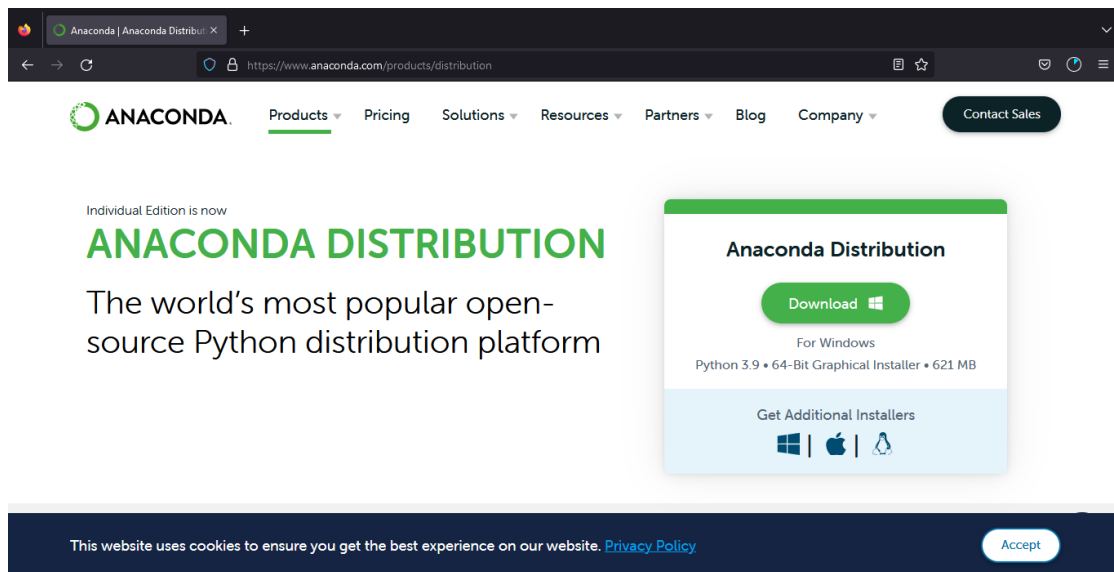 Anaconda | Anaconda Distribut
https://www.anaconda.com/products/distribution
ANACONDA.
Products
Pricing
Solutions
Resources
Partners
Blog
Company
Contact Sales
Individual Edition is now
ANACONDA DISTRIBUTION
The world's most popular open-
source Python distribution platform
Anaconda Distribution
Download
For Windows
Python 3.9 • 64-Bit Graphical Installer • 621 MB
Get Additional Installers
| |
This website uses cookies to ensure you get the best experience on our website. Privacy Policy
Accept